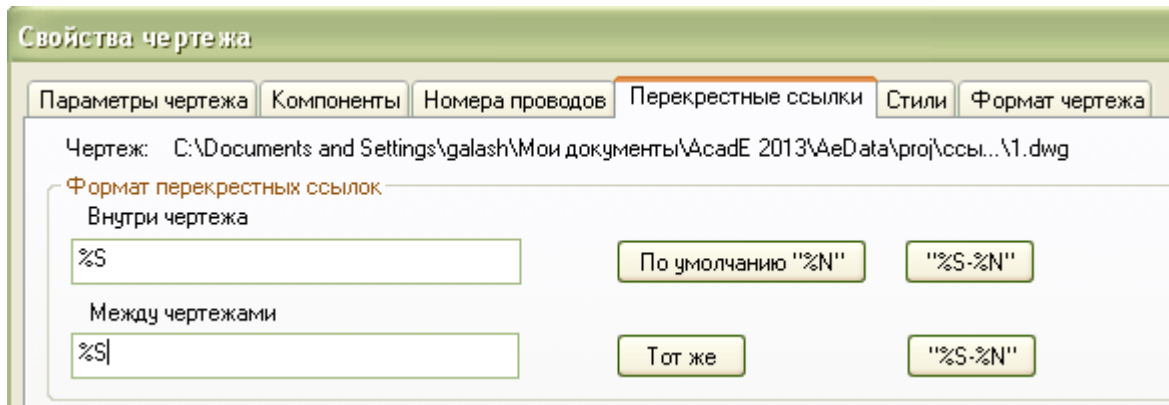 Свойства чертежа
Параметры чертежа Компоненты Номера проводов Перекрестные ссылки Стили Формат чертежа
Чертеж: C:\Documents and Settings\galash\Мои документы\AcadE 2013\AeData\proj\ссы...\1.dwg
Формат перекрестных ссылок
Внутри чертежа
%S По умолчанию "%N" "%S-%N"
Между чертежами
%S Тот же "%S-%N"